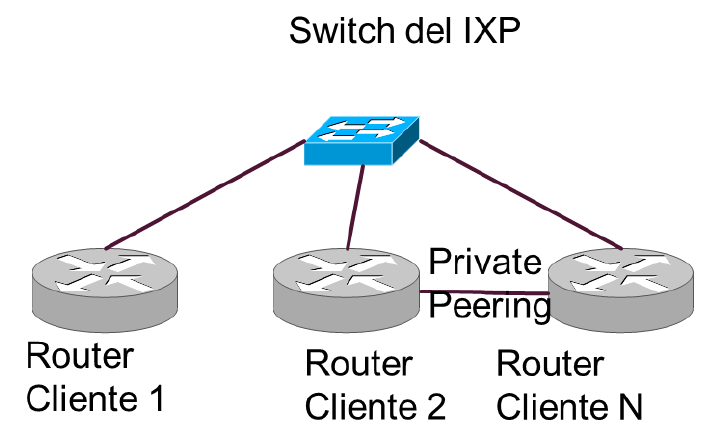 Switch del IXP
Private
Peering
Router
Cliente 1
Router
Cliente 2
Router
Cliente N